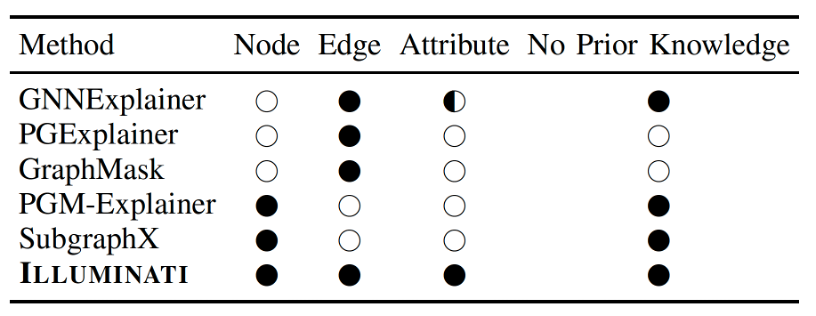 Method Node Edge Attribute No Prior Knowledge
GNNExplainer ○ ● ◐ ●
PGExplainer ○ ● ○ ○
GraphMask ○ ● ○ ○
PGM-Explainer ● ○ ○ ●
SubgraphX ● ○ ○ ●
ILLUMINATI ● ● ● ●